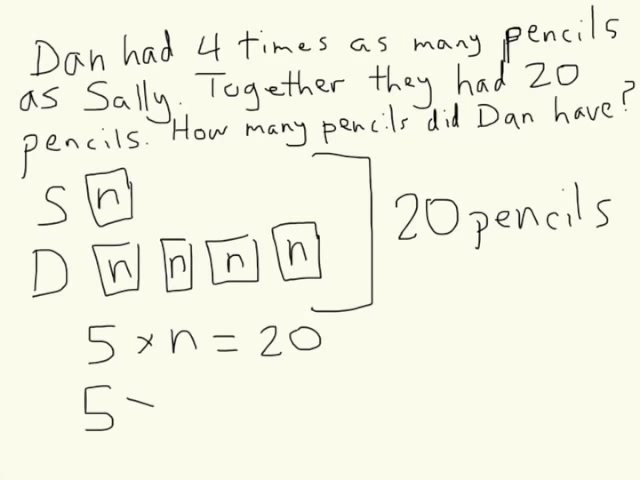 Dan had 4 times as many pencils
as Sally. Together they had 20
pencils. How many pencils did Dan have?
S n
20 pencils
D n n n n
5 × n = 20
5